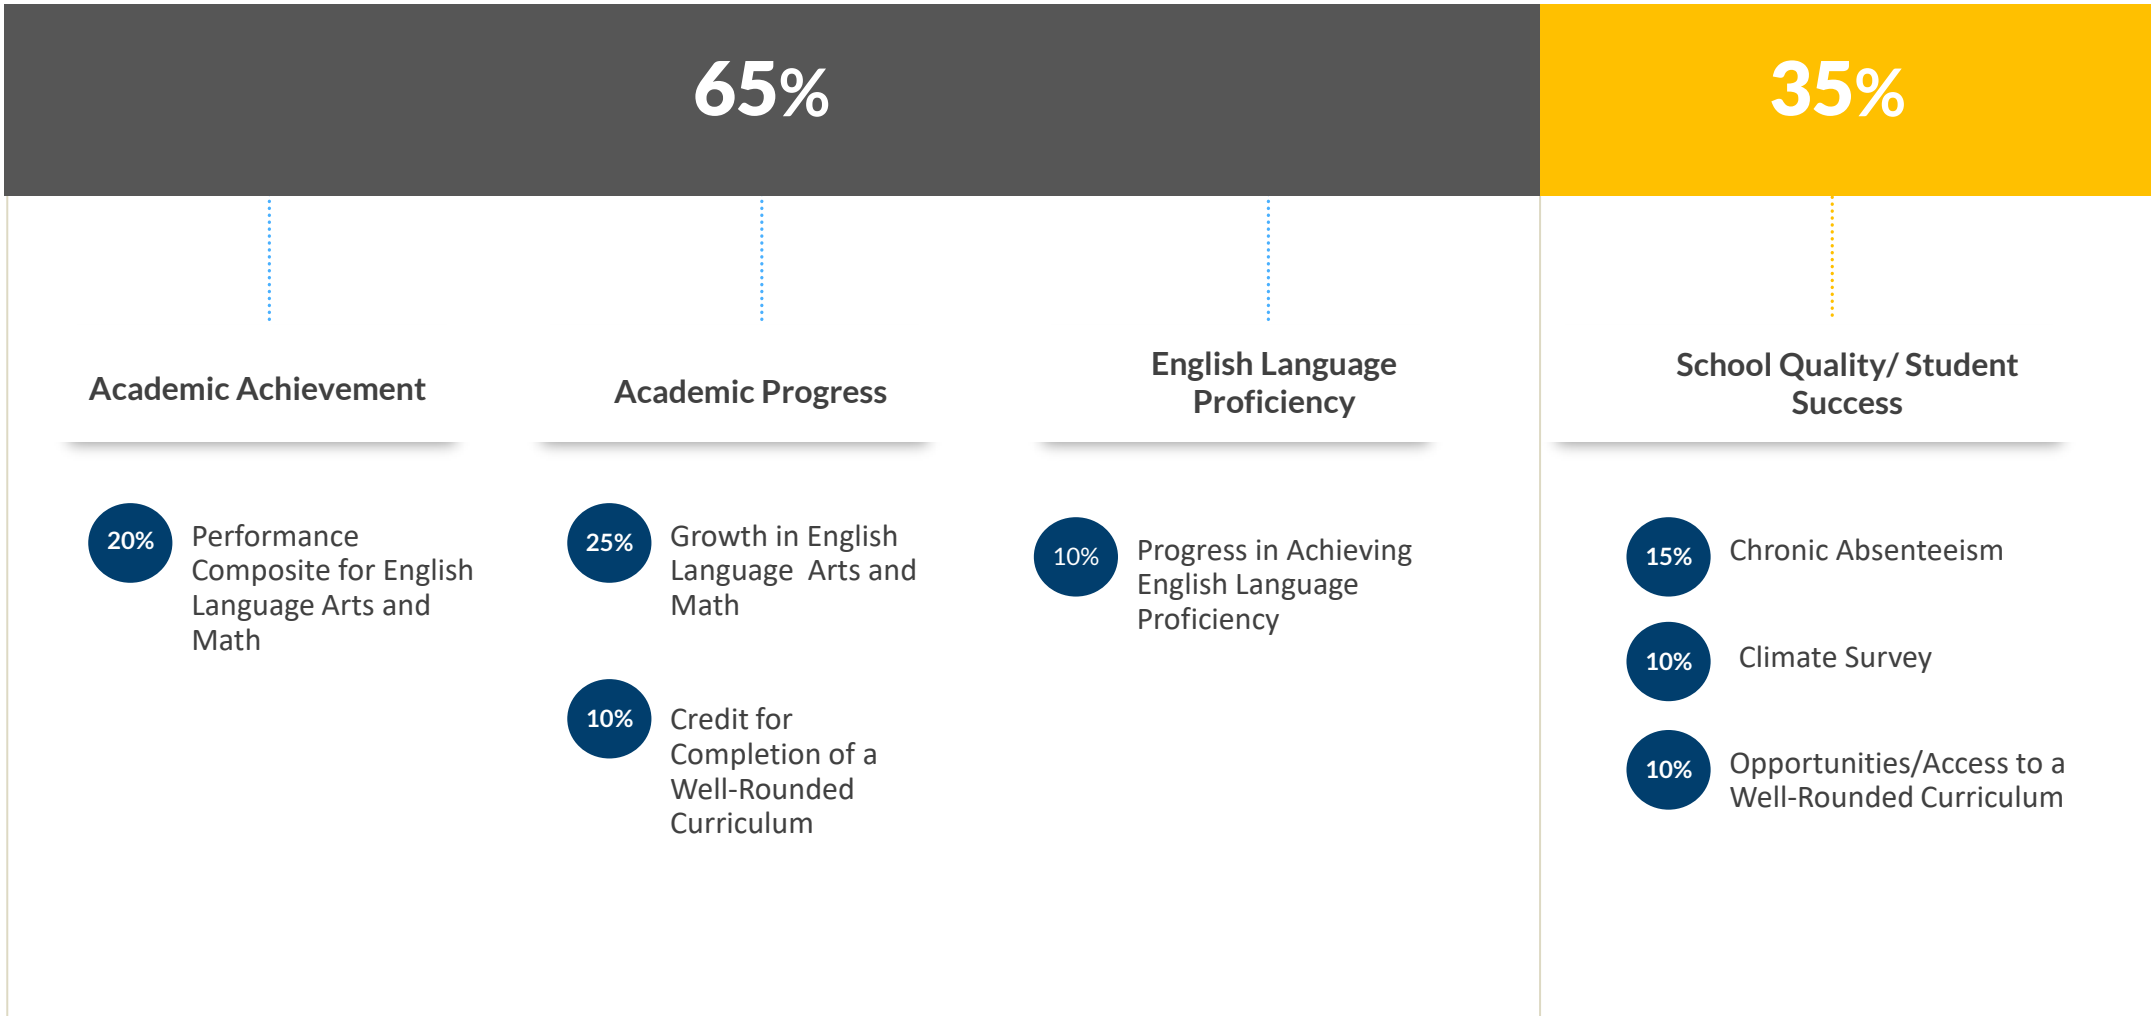 65%
35%
Academic Achievement
20%
Performance
Composite for English
Language Arts and
Math
Academic Progress
25%
Growth in English
Language  Arts and
Math
10%
Credit for
Completion of a
Well-Rounded
Curriculum
English Language
Proficiency
10%
Progress in Achieving
English Language
Proficiency
School Quality/ Student
Success
15%
Chronic Absenteeism
10%
Climate Survey
10%
Opportunities/Access to a
Well-Rounded Curriculum